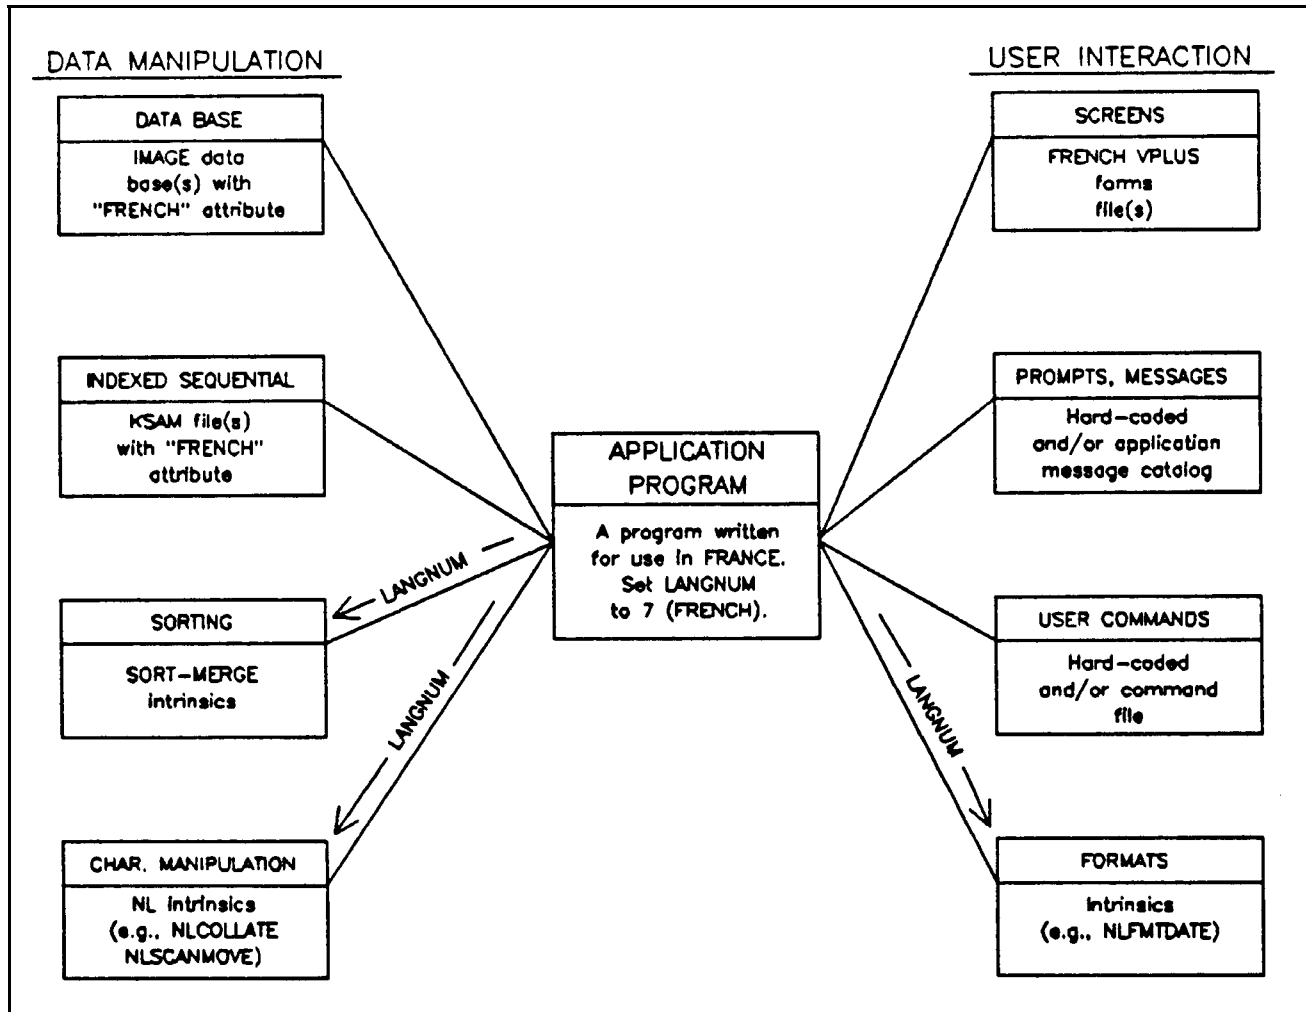 DATA MANIPULATION
DATA BASE
IMAGE data
base(s) with
"FRENCH" attribute
INDEXED SEQUENTIAL
KSAM file(s)
with "FRENCH"
attribute
SORTING
SORT-MERGE
intrinsics
CHAR. MANIPULATION
NL intrinsics
(e.g., NLCOLLATE
NLSCANMOVE)
LANGNUM
LANGNUM
APPLICATION
PROGRAM
A program written
for use in FRANCE.
Set LANGNUM
to 7 (FRENCH).
LANGNUM
USER INTERACTION
SCREENS
FRENCH VPLUS
forms
file(s)
PROMPTS, MESSAGES
Hard-coded
and/or application
message catalog
USER COMMANDS
Hard-coded
and/or command
file
FORMATS
Intrinsics
(e.g., NLFMTDATE)